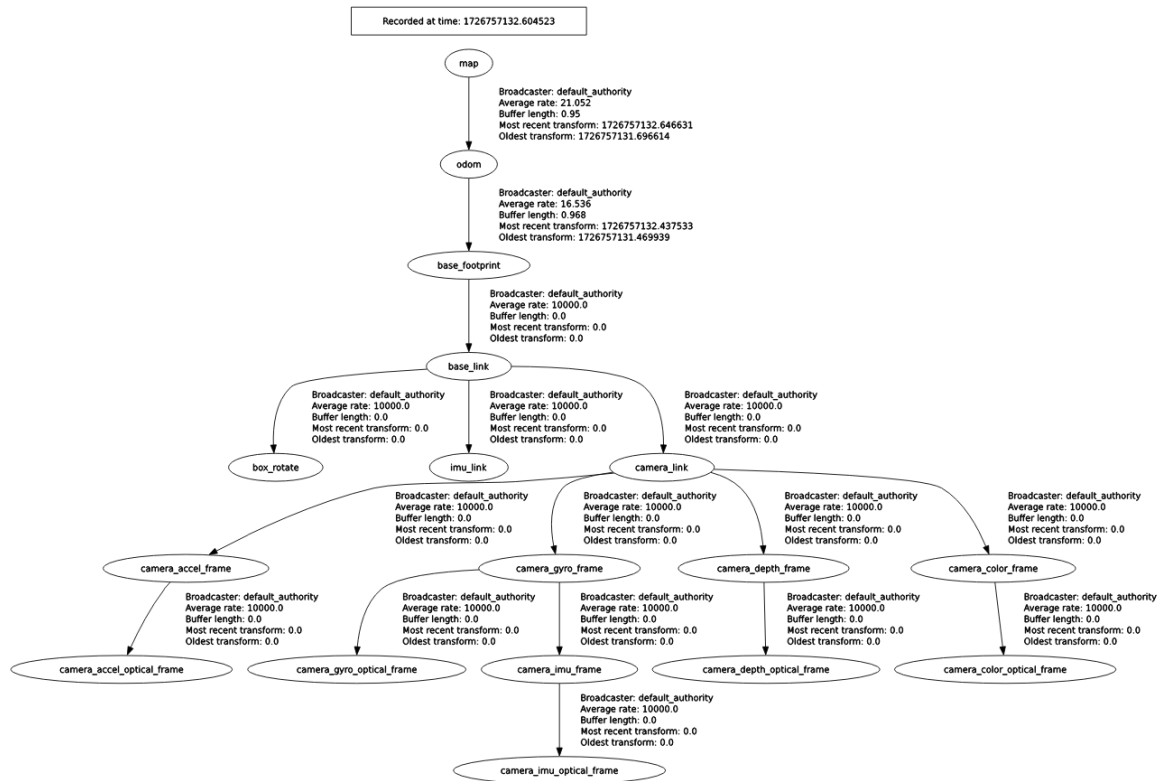 Recorded at time: 1726757132.604523
map
Broadcaster: default_authority
Average rate: 21.052
Buffer length: 0.95
Most recent transform: 1726757132.646631
Oldest transform: 1726757131.696614
odom
Broadcaster: default_authority
Average rate: 16.536
Buffer length: 0.968
Most recent transform: 1726757132.437533
Oldest transform: 1726757131.469939
base_footprint
Broadcaster: default_authority
Average rate: 10000.0
Buffer length: 0.0
Most recent transform: 0.0
Oldest transform: 0.0
base_link
Broadcaster: default_authority
Average rate: 10000.0
Buffer length: 0.0
Most recent transform: 0.0
Oldest transform: 0.0
Broadcaster: default_authority
Average rate: 10000.0
Buffer length: 0.0
Most recent transform: 0.0
Oldest transform: 0.0
Broadcaster: default_authority
Average rate: 10000.0
Buffer length: 0.0
Most recent transform: 0.0
Oldest transform: 0.0
box_rotate
imu_link
camera_link
Broadcaster: default_authority
Average rate: 10000.0
Buffer length: 0.0
Most recent transform: 0.0
Oldest transform: 0.0
Broadcaster: default_authority
Average rate: 10000.0
Buffer length: 0.0
Most recent transform: 0.0
Oldest transform: 0.0
Broadcaster: default_authority
Average rate: 10000.0
Buffer length: 0.0
Most recent transform: 0.0
Oldest transform: 0.0
Broadcaster: default_authority
Average rate: 10000.0
Buffer length: 0.0
Most recent transform: 0.0
Oldest transform: 0.0
camera_accel_frame
camera_gyro_frame
camera_depth_frame
camera_color_frame
Broadcaster: default_authority
Average rate: 10000.0
Buffer length: 0.0
Most recent transform: 0.0
Oldest transform: 0.0
Broadcaster: default_authority
Average rate: 10000.0
Buffer length: 0.0
Most recent transform: 0.0
Oldest transform: 0.0
Broadcaster: default_authority
Average rate: 10000.0
Buffer length: 0.0
Most recent transform: 0.0
Oldest transform: 0.0
Broadcaster: default_authority
Average rate: 10000.0
Buffer length: 0.0
Most recent transform: 0.0
Oldest transform: 0.0
Broadcaster: default_authority
Average rate: 10000.0
Buffer length: 0.0
Most recent transform: 0.0
Oldest transform: 0.0
camera_accel_optical_frame
camera_gyro_optical_frame
camera_imu_frame
camera_depth_optical_frame
camera_color_optical_frame
Broadcaster: default_authority
Average rate: 10000.0
Buffer length: 0.0
Most recent transform: 0.0
Oldest transform: 0.0
camera_imu_optical_frame